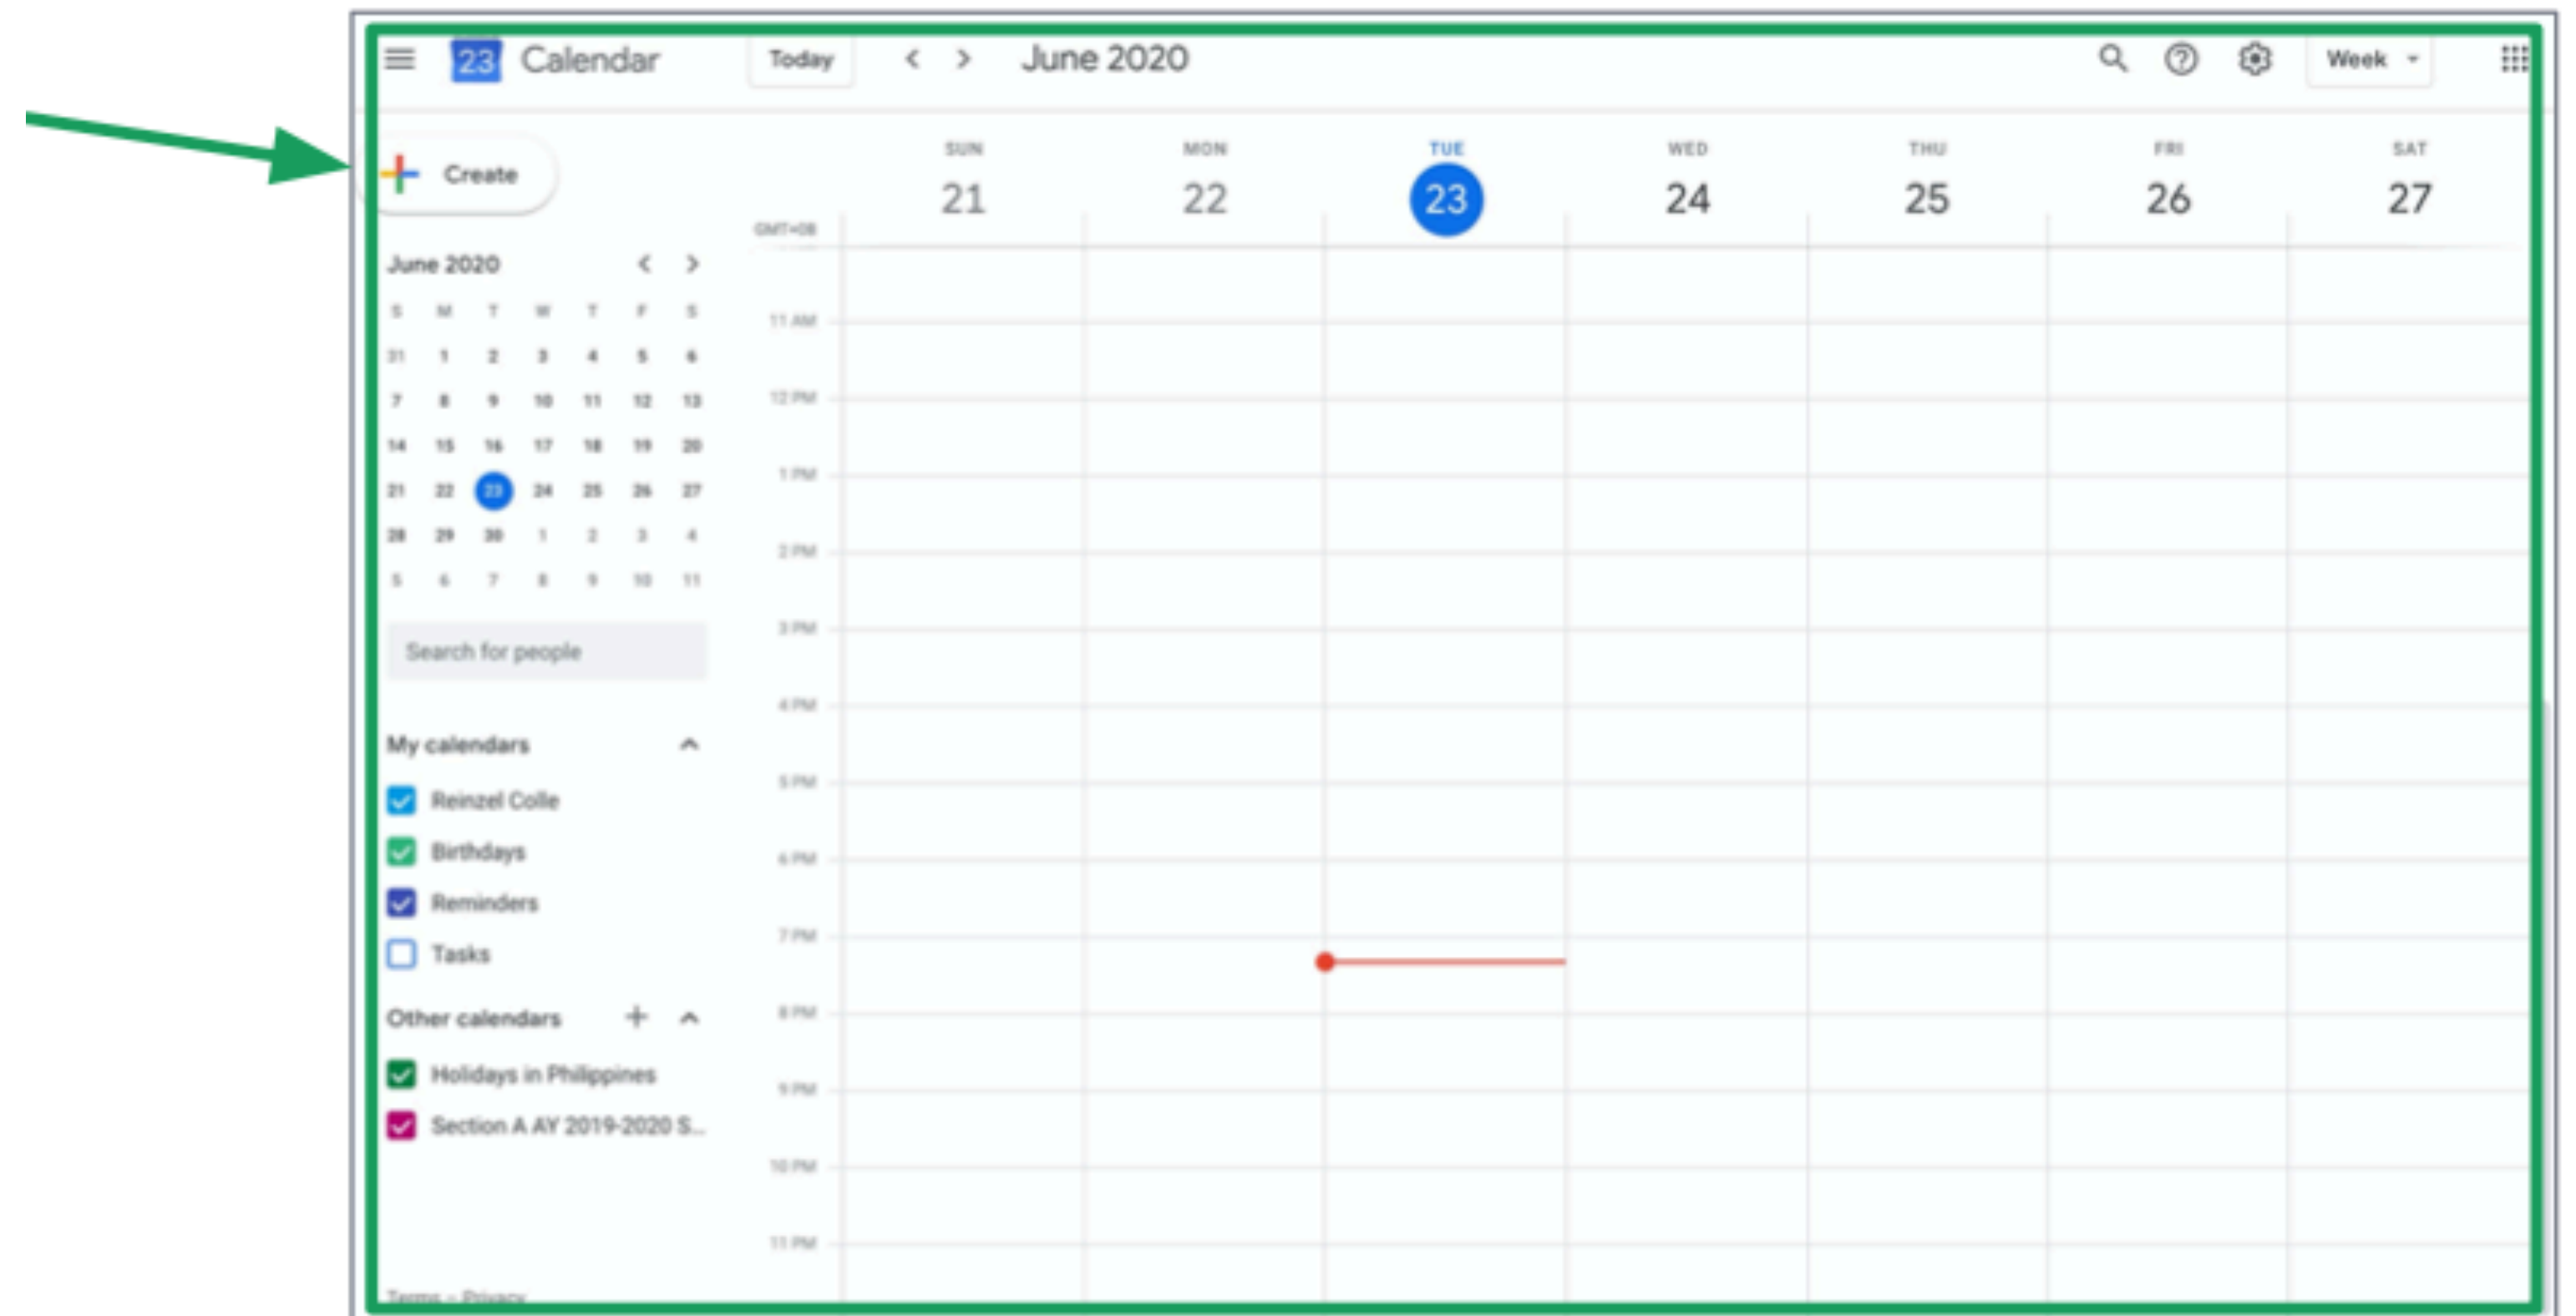 23 Calendar Today June 2020 Week
Create
SUN MON TUE WED THU FRI SAT
21 22 23 24 25 26 27
GMT+08
June 2020
S M T W T F S
31 1 2 3 4 5 6
7 8 9 10 11 12 13
14 15 16 17 18 19 20
21 22 23 24 25 26 27
28 29 30 1 2 3 4
5 6 7 8 9 10 11
Search for people
My calendars
Reinzel Colle
Birthdays
Reminders
Tasks
Other calendars
Holidays in Philippines
Section A AY 2019-2020 S...
Terms – Privacy
11 AM
12 PM
1 PM
2 PM
3 PM
4 PM
5 PM
6 PM
7 PM
8 PM
9 PM
10 PM
11 PM